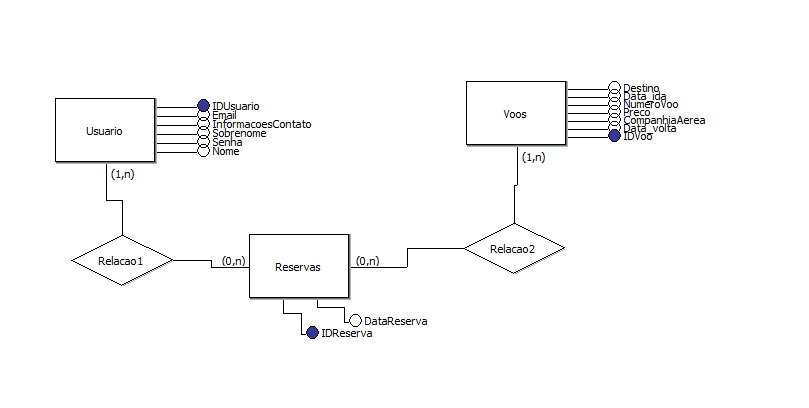 Usuario
IDUsuario
Email
InformacoesContato
Sobrenome
Senha
Nome
(1,n)
Voos
Destino
Data_ida
NumeroVoo
Preco
CompanhiaAerea
Data_volta
IDVoo
(1,n)
Relacao1
(0,n)
Reservas
(0,n)
Relacao2
DataReserva
IDReserva